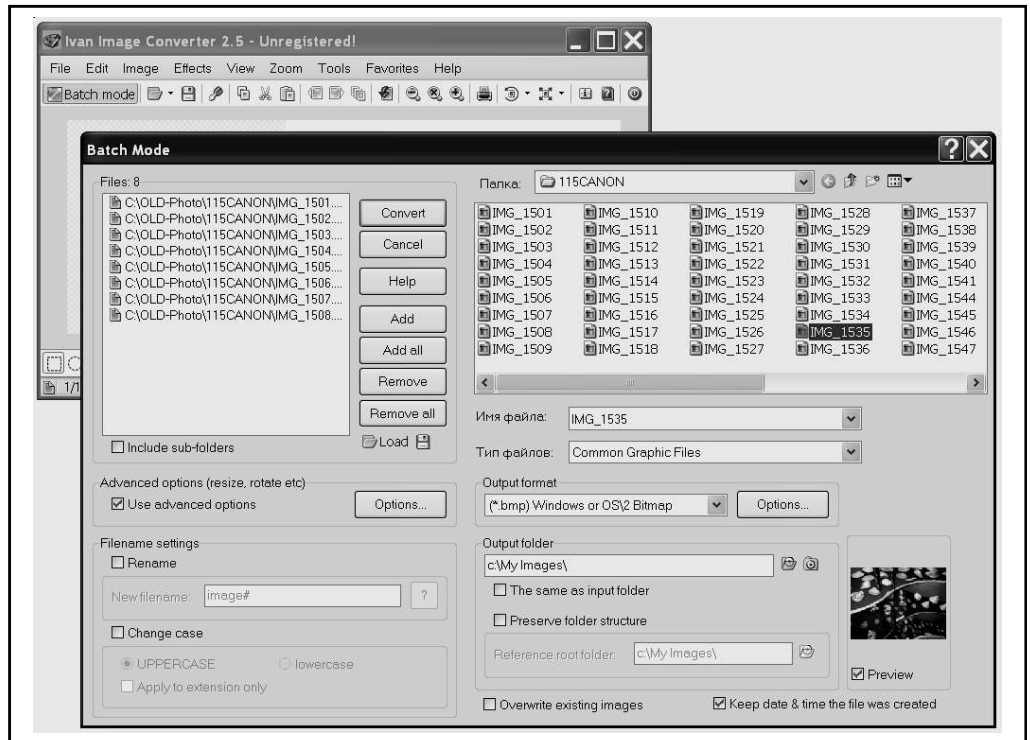 Ivan Image Converter 2.5 - Unregistered!
File Edit Image Effects View Zoom Tools Favorites Help
Batch mode
Batch Mode
Files: 8
C:\OLD-Photo\115CANON\IMG_1501....
C:\OLD-Photo\115CANON\IMG_1502....
C:\OLD-Photo\115CANON\IMG_1503....
C:\OLD-Photo\115CANON\IMG_1504....
C:\OLD-Photo\115CANON\IMG_1505....
C:\OLD-Photo\115CANON\IMG_1506....
C:\OLD-Photo\115CANON\IMG_1507....
C:\OLD-Photo\115CANON\IMG_1508....
1/1
Include sub-folders
Convert
Cancel
Help
Add
Add all
Remove
Remove all
Load
Папка: 115CANON
IMG_1501 IMG_1510 IMG_1519 IMG_1528 IMG_1537
IMG_1502 IMG_1511 IMG_1520 IMG_1529 IMG_1538
IMG_1503 IMG_1512 IMG_1521 IMG_1530 IMG_1539
IMG_1504 IMG_1513 IMG_1522 IMG_1531 IMG_1540
IMG_1505 IMG_1514 IMG_1523 IMG_1532 IMG_1541
IMG_1506 IMG_1515 IMG_1524 IMG_1533 IMG_1544
IMG_1507 IMG_1516 IMG_1525 IMG_1534 IMG_1545
IMG_1508 IMG_1517 IMG_1526 IMG_1535 IMG_1546
IMG_1509 IMG_1518 IMG_1527 IMG_1536 IMG_1547
Имя файла: IMG_1535
Тип файлов: Common Graphic Files
Advanced options (resize, rotate etc)
Use advanced options Options...
Output format
(*.bmp) Windows or OS\2 Bitmap Options...
Filename settings
Rename
New filename: image# ?
Change case
UPPERCASE lowercase
Apply to extension only
Output folder
c:\My Images\
The same as input folder
Preserve folder structure
Reference root folder: c:\My Images\
Preview
Overwrite existing images Keep date & time the file was created